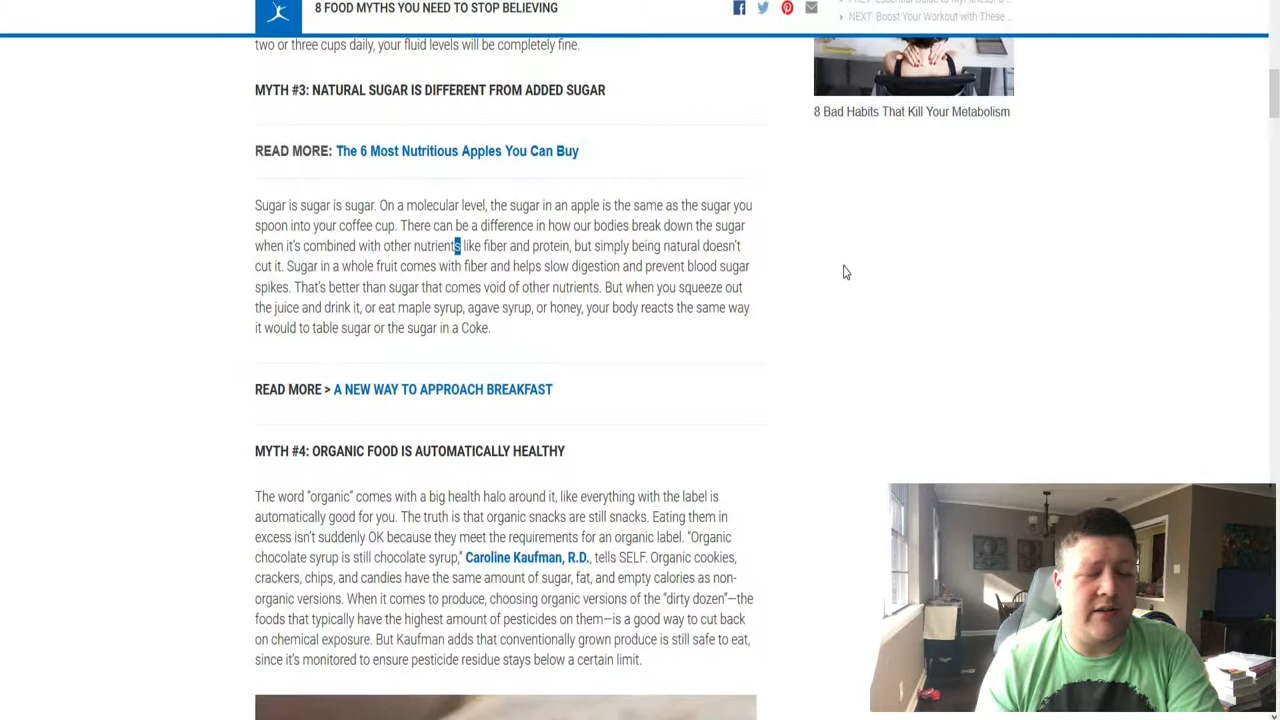 8 FOOD MYTHS YOU NEED TO STOP BELIEVING
NEXT: Boost Your Workout with These ...
two or three cups daily, your fluid levels will be completely fine.
MYTH #3: NATURAL SUGAR IS DIFFERENT FROM ADDED SUGAR
8 Bad Habits That Kill Your Metabolism
READ MORE: The 6 Most Nutritious Apples You Can Buy
Sugar is sugar is sugar. On a molecular level, the sugar in an apple is the same as the sugar you
spoon into your coffee cup. There can be a difference in how our bodies break down the sugar
when it’s combined with other nutrients like fiber and protein, but simply being natural doesn’t
cut it. Sugar in a whole fruit comes with fiber and helps slow digestion and prevent blood sugar
spikes. That’s better than sugar that comes void of other nutrients. But when you squeeze out
the juice and drink it, or eat maple syrup, agave syrup, or honey, your body reacts the same way
it would to table sugar or the sugar in a Coke.
READ MORE > A NEW WAY TO APPROACH BREAKFAST
MYTH #4: ORGANIC FOOD IS AUTOMATICALLY HEALTHY
The word “organic” comes with a big health halo around it, like everything with the label is
automatically good for you. The truth is that organic snacks are still snacks. Eating them in
excess isn’t suddenly OK because they meet the requirements for an organic label. “Organic
chocolate syrup is still chocolate syrup,” Caroline Kaufman, R.D., tells SELF. Organic cookies,
crackers, chips, and candies have the same amount of sugar, fat, and empty calories as non-
organic versions. When it comes to produce, choosing organic versions of the “dirty dozen”—the
foods that typically have the highest amount of pesticides on them—is a good way to cut back
on chemical exposure. But Kaufman adds that conventionally grown produce is still safe to eat,
since it’s monitored to ensure pesticide residue stays below a certain limit.